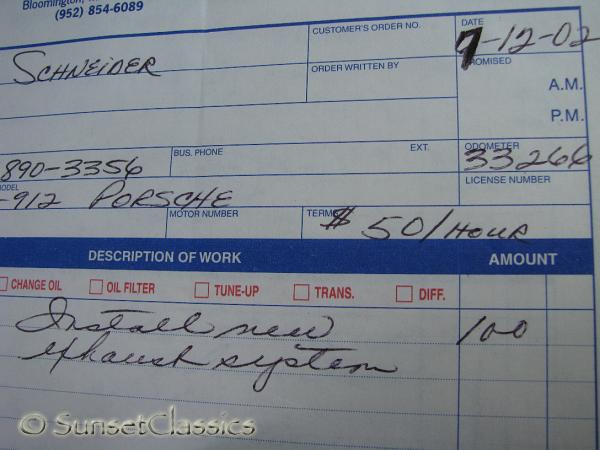 Bloomington,
(952) 854-6089
CUSTOMER'S ORDER NO.
DATE
7-12-02
SCHNEIDER
ORDER WRITTEN BY
PROMISED
A.M.
P.M.
BUS. PHONE
EXT.
ODOMETER
890-3356
33266
MODEL
LICENSE NUMBER
-912 PORSCHE
MOTOR NUMBER
TERMS
$ 50/HOUR
DESCRIPTION OF WORK
AMOUNT
CHANGE OIL
OIL FILTER
TUNE-UP
TRANS.
DIFF.
Install new
100
exhaust system
© SunsetClassics